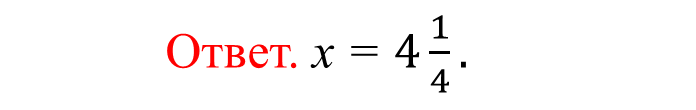 Ответ. x = 4 1/4.